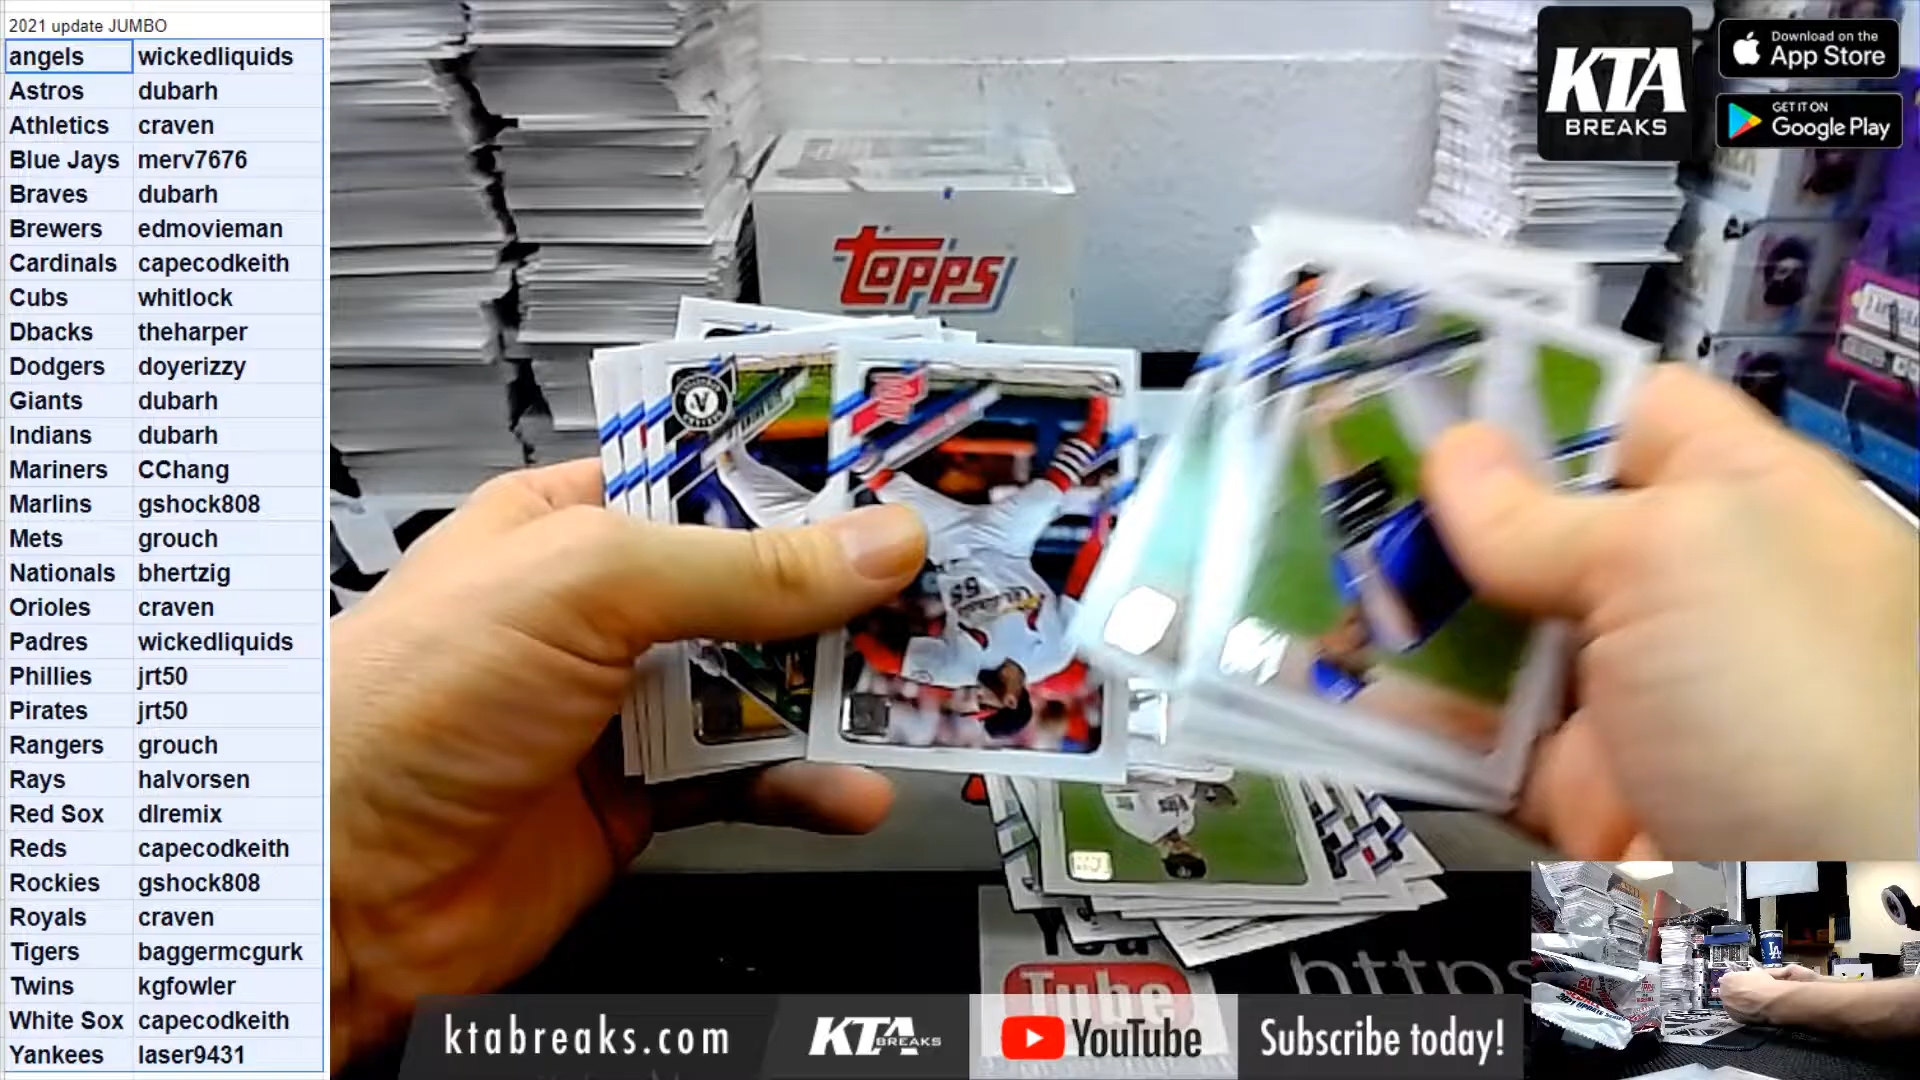 2021 update JUMBO
angels wickedliquids
Astros dubarh
Athletics craven
Blue Jays merv7676
Braves dubarh
Brewers edmovieman
Cardinals capecodkeith
Cubs whitlock
Dbacks theharper
Dodgers doyerizzy
Giants dubarh
Indians dubarh
Mariners CChang
Marlins gshock808
Mets grouch
Nationals bhertzig
Orioles craven
Padres wickedliquids
Phillies jrt50
Pirates jrt50
Rangers grouch
Rays halvorsen
Red Sox dlremix
Reds capecodkeith
Rockies gshock808
Royals craven
Tigers baggermcgurk
Twins kgfowler
White Sox capecodkeith
Yankees laser9431
KTA
BREAKS
Download on the
App Store
GET IT ON
Google Play
Topps
You
Tube
https
ktabreaks.com
KTA BREAKS
YouTube
Subscribe today!